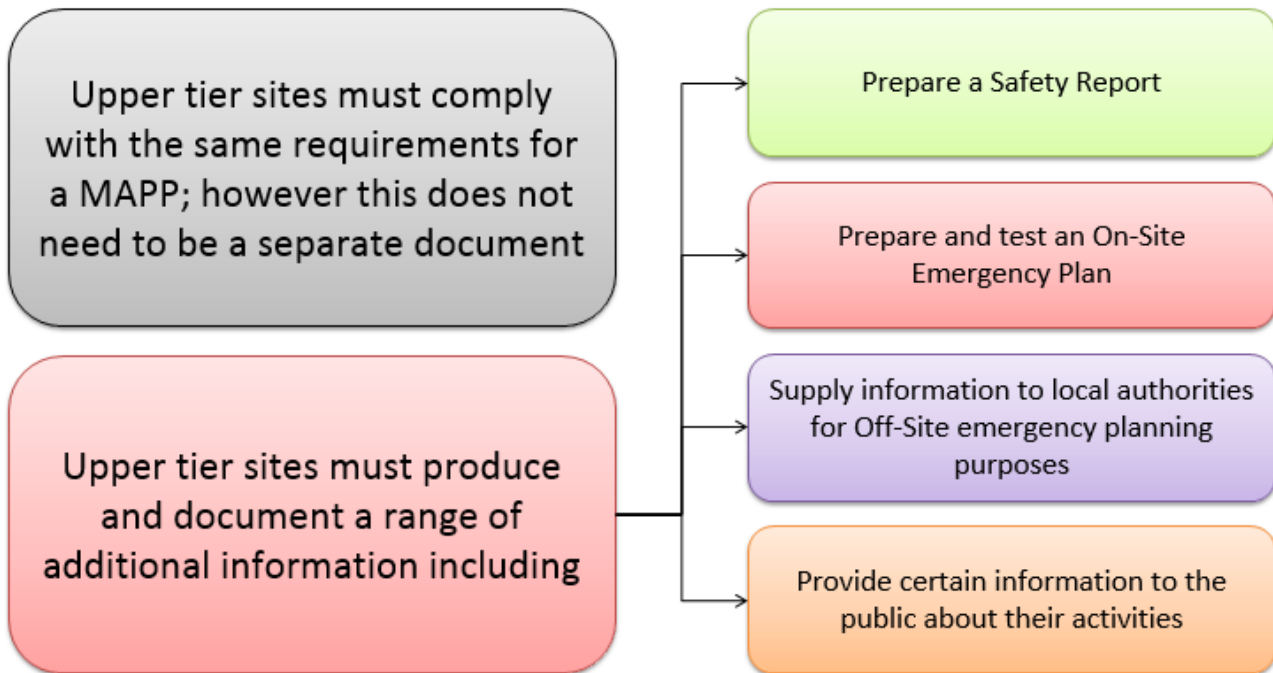 Upper tier sites must comply
with the same requirements for
a MAPP; however this does not
need to be a separate document
Upper tier sites must produce
and document a range of
additional information including
Prepare a Safety Report
Prepare and test an On-Site
Emergency Plan
Supply information to local authorities
for Off-Site emergency planning
purposes
Provide certain information to the
public about their activities